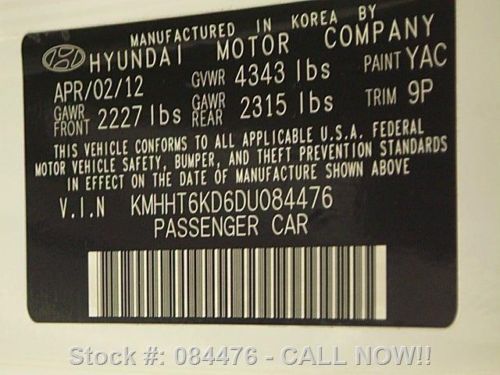 MANUFACTURED IN KOREA BY
HYUNDAI MOTOR COMPANY
APR/02/12 GVWR 4343 lbs PAINT YAC
GAWR FRONT 2227 lbs GAWR REAR 2315 lbs TRIM 9P
THIS VEHICLE CONFORMS TO ALL APPLICABLE U.S.A. FEDERAL
MOTOR VEHICLE SAFETY, BUMPER, AND THEFT PREVENTION STANDARDS
IN EFFECT ON THE DATE OF MANUFACTURE SHOWN ABOVE
V.I.N KMHHT6KD6DU084476
PASSENGER CAR
Stock #: 084476 - CALL NOW!!